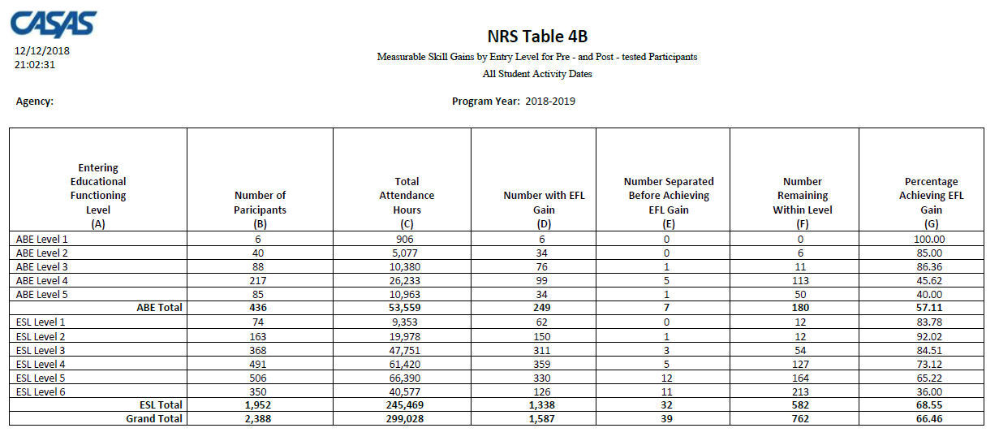 CASAS
12/12/2018
21:02:31
NRS Table 4B
Measurable Skill Gains by Entry Level for Pre - and Post - tested Participants
All Student Activity Dates
Agency:
Program Year: 2018-2019
Entering Educational Functioning Level (A) Number of Paricipants (B) Total Attendance Hours (C) Number with EFL Gain (D) Number Separated Before Achieving EFL Gain (E) Number Remaining Within Level (F) Percentage Achieving EFL Gain (G)
ABE Level 1 6 906 6 0 0 100.00
ABE Level 2 40 5,077 34 0 6 85.00
ABE Level 3 88 10,380 76 1 11 86.36
ABE Level 4 217 26,233 99 5 113 45.62
ABE Level 5 85 10,963 34 1 50 40.00
ABE Total 436 53,559 249 7 180 57.11
ESL Level 1 74 9,353 62 0 12 83.78
ESL Level 2 163 19,978 150 1 12 92.02
ESL Level 3 368 47,751 311 3 54 84.51
ESL Level 4 491 61,420 359 5 127 73.12
ESL Level 5 506 66,390 330 12 164 65.22
ESL Level 6 350 40,577 126 11 213 36.00
ESL Total 1,952 245,469 1,338 32 582 68.55
Grand Total 2,388 299,028 1,587 39 762 66.46